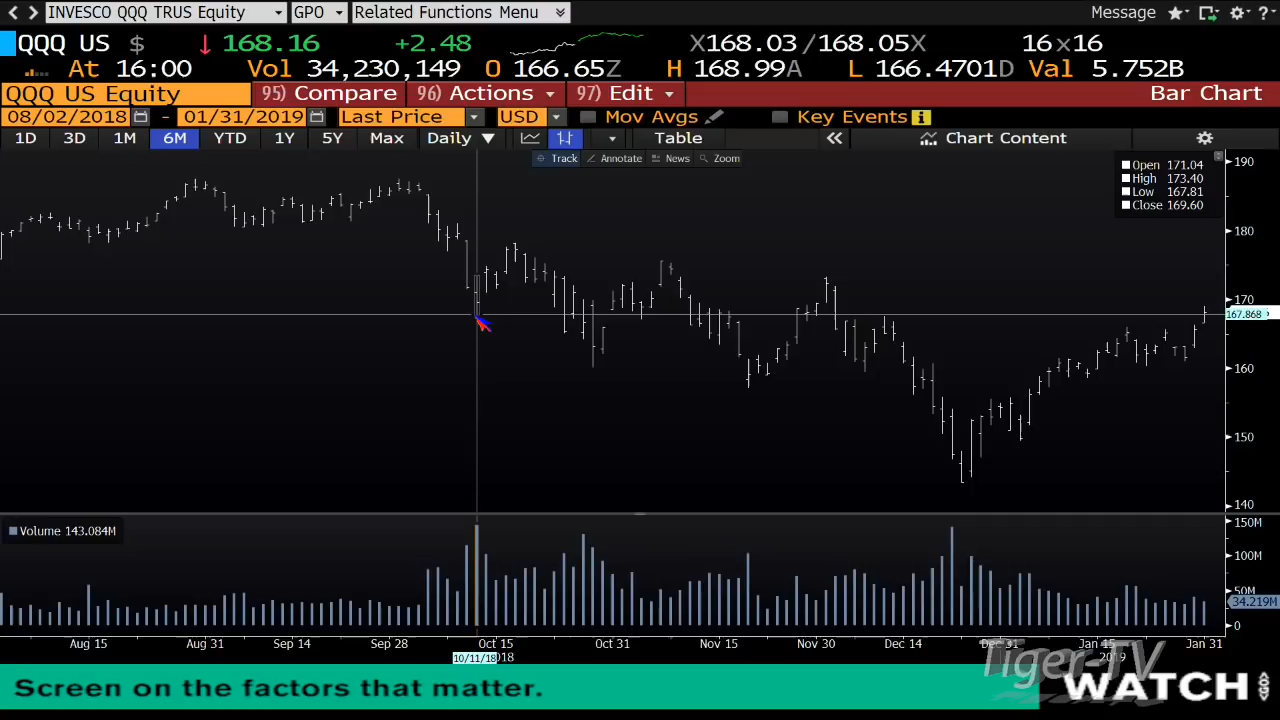 INVESCO QQQ TRUS Equity GPO Related Functions Menu Message
QQQ US $ 168.16 +2.48 X168.03/168.05X 16x16
At 16:00 Vol 34,230,149 O 166.65Z H 168.99A L 166.4701D Val 5.752B
QQQ US Equity 95) Compare 96) Actions 97) Edit Bar Chart
08/02/2018 - 01/31/2019 Last Price USD Mov Avgs Key Events
1D 3D 1M 6M YTD 1Y 5Y Max Daily Table Chart Content
Track Annotate News Zoom
Open 171.04
High 173.40
Low 167.81
Close 169.60
190
180
170
167.868
160
150
140
Volume 143.084M
150M
100M
50M
34.219M
0
Aug 15 Aug 31 Sep 14 Sep 28 Oct 15 Oct 31 Nov 15 Nov 30 Dec 14 Dec 31 Jan 15 Jan 31
10/11/18 2019
Tiger-TV
Screen on the factors that matter. WATCH